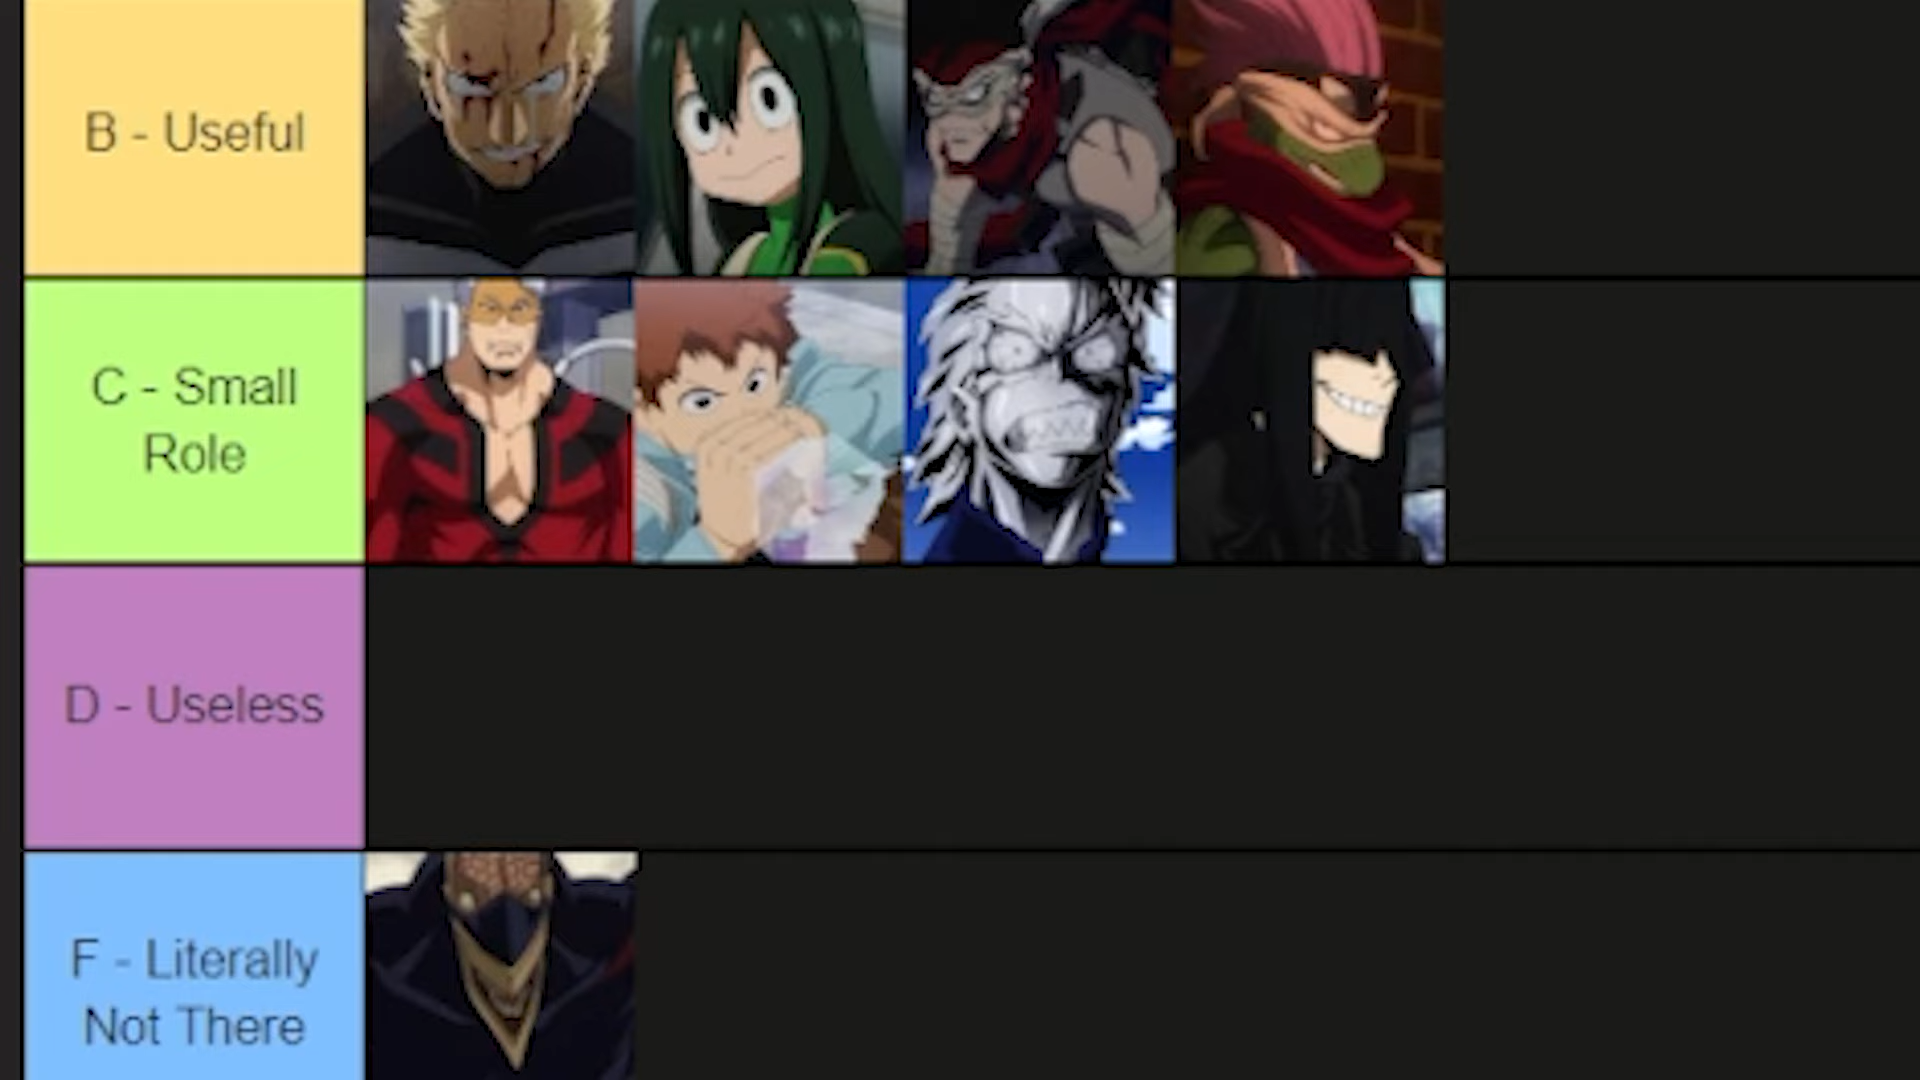 B - Useful
C - Small
Role
D - Useless
F - Literally
Not There